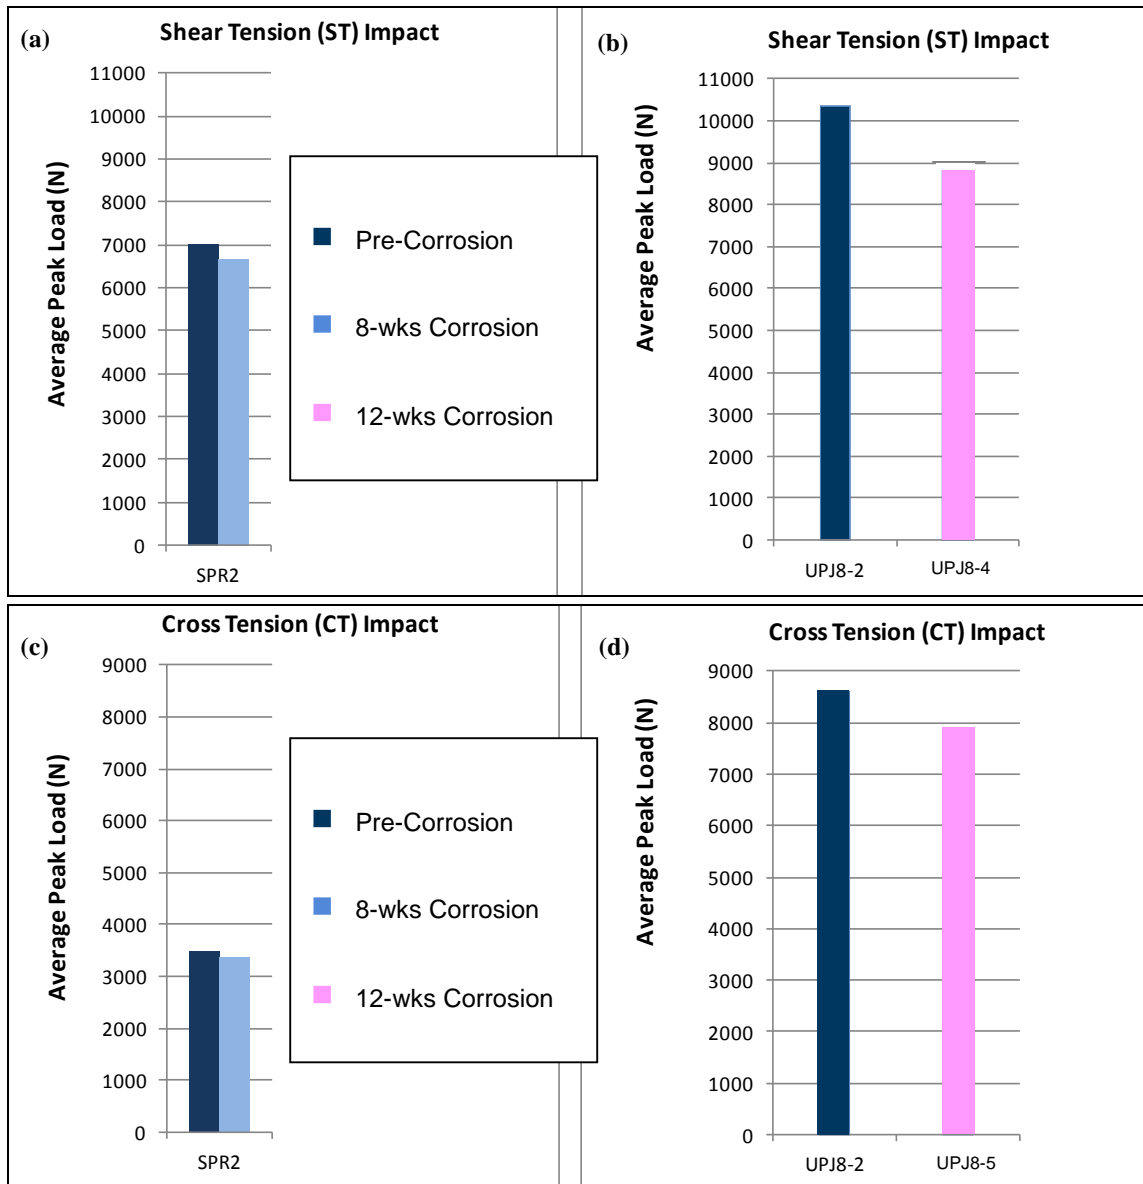 (a)
Shear Tension (ST) Impact
Average Peak Load (N)
11000
10000
9000
8000
7000
6000
5000
4000
3000
2000
1000
0
SPR2
Pre-Corrosion
8-wks Corrosion
12-wks Corrosion
(b)
Shear Tension (ST) Impact
Average Peak Load (N)
11000
10000
9000
8000
7000
6000
5000
4000
3000
2000
1000
0
UPJ8-2 UPJ8-4
(c)
Cross Tension (CT) Impact
Average Peak Load (N)
9000
8000
7000
6000
5000
4000
3000
2000
1000
0
SPR2
Pre-Corrosion
8-wks Corrosion
12-wks Corrosion
(d)
Cross Tension (CT) Impact
Average Peak Load (N)
9000
8000
7000
6000
5000
4000
3000
2000
1000
0
UPJ8-2 UPJ8-5